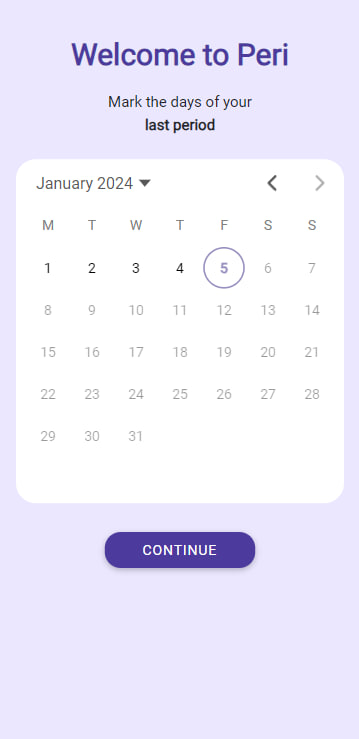 Welcome to Peri
Mark the days of your
last period
January 2024
M T W T F S S
1 2 3 4 5 6 7
8 9 10 11 12 13 14
15 16 17 18 19 20 21
22 23 24 25 26 27 28
29 30 31
CONTINUE